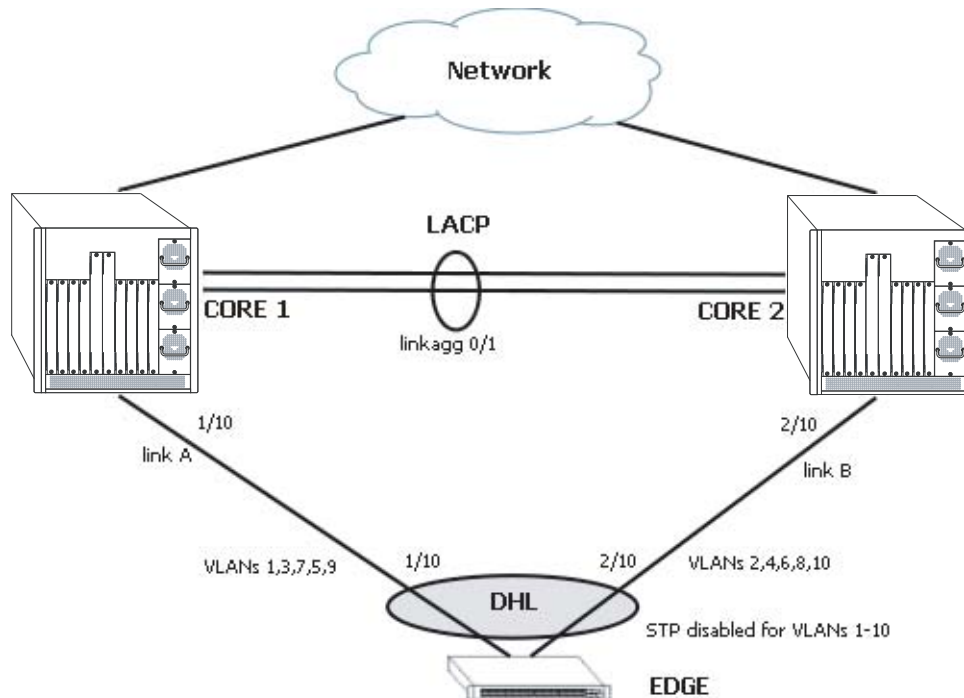 Network
LACP
CORE 1
CORE 2
linkagg 0/1
1/10
2/10
link A
link B
VLANs 1,3,7,5,9
1/10
2/10
VLANs 2,4,6,8,10
DHL
STP disabled for VLANs 1-10
EDGE